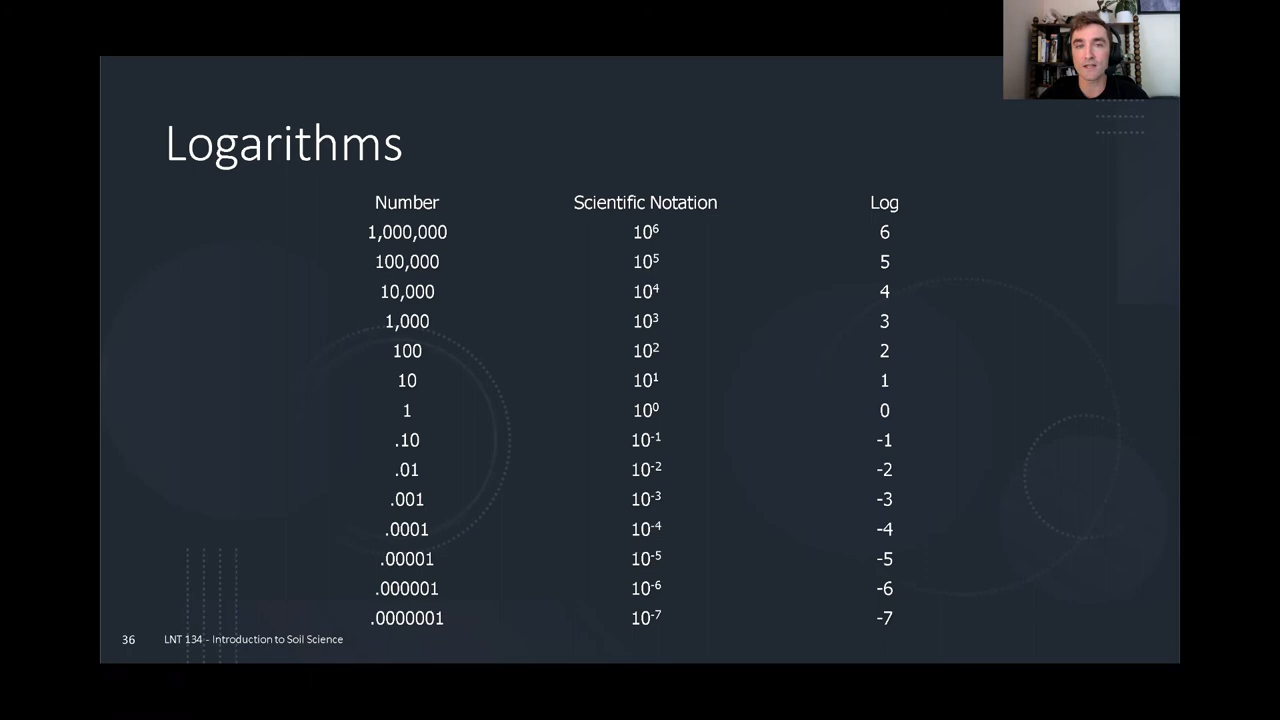 Logarithms
Number Scientific Notation Log
1,000,000 10⁶ 6
100,000 10⁵ 5
10,000 10⁴ 4
1,000 10³ 3
100 10² 2
10 10¹ 1
1 10⁰ 0
.10 10⁻¹ -1
.01 10⁻² -2
.001 10⁻³ -3
.0001 10⁻⁴ -4
.00001 10⁻⁵ -5
.000001 10⁻⁶ -6
.0000001 10⁻⁷ -7
36 LNT 134 - Introduction to Soil Science